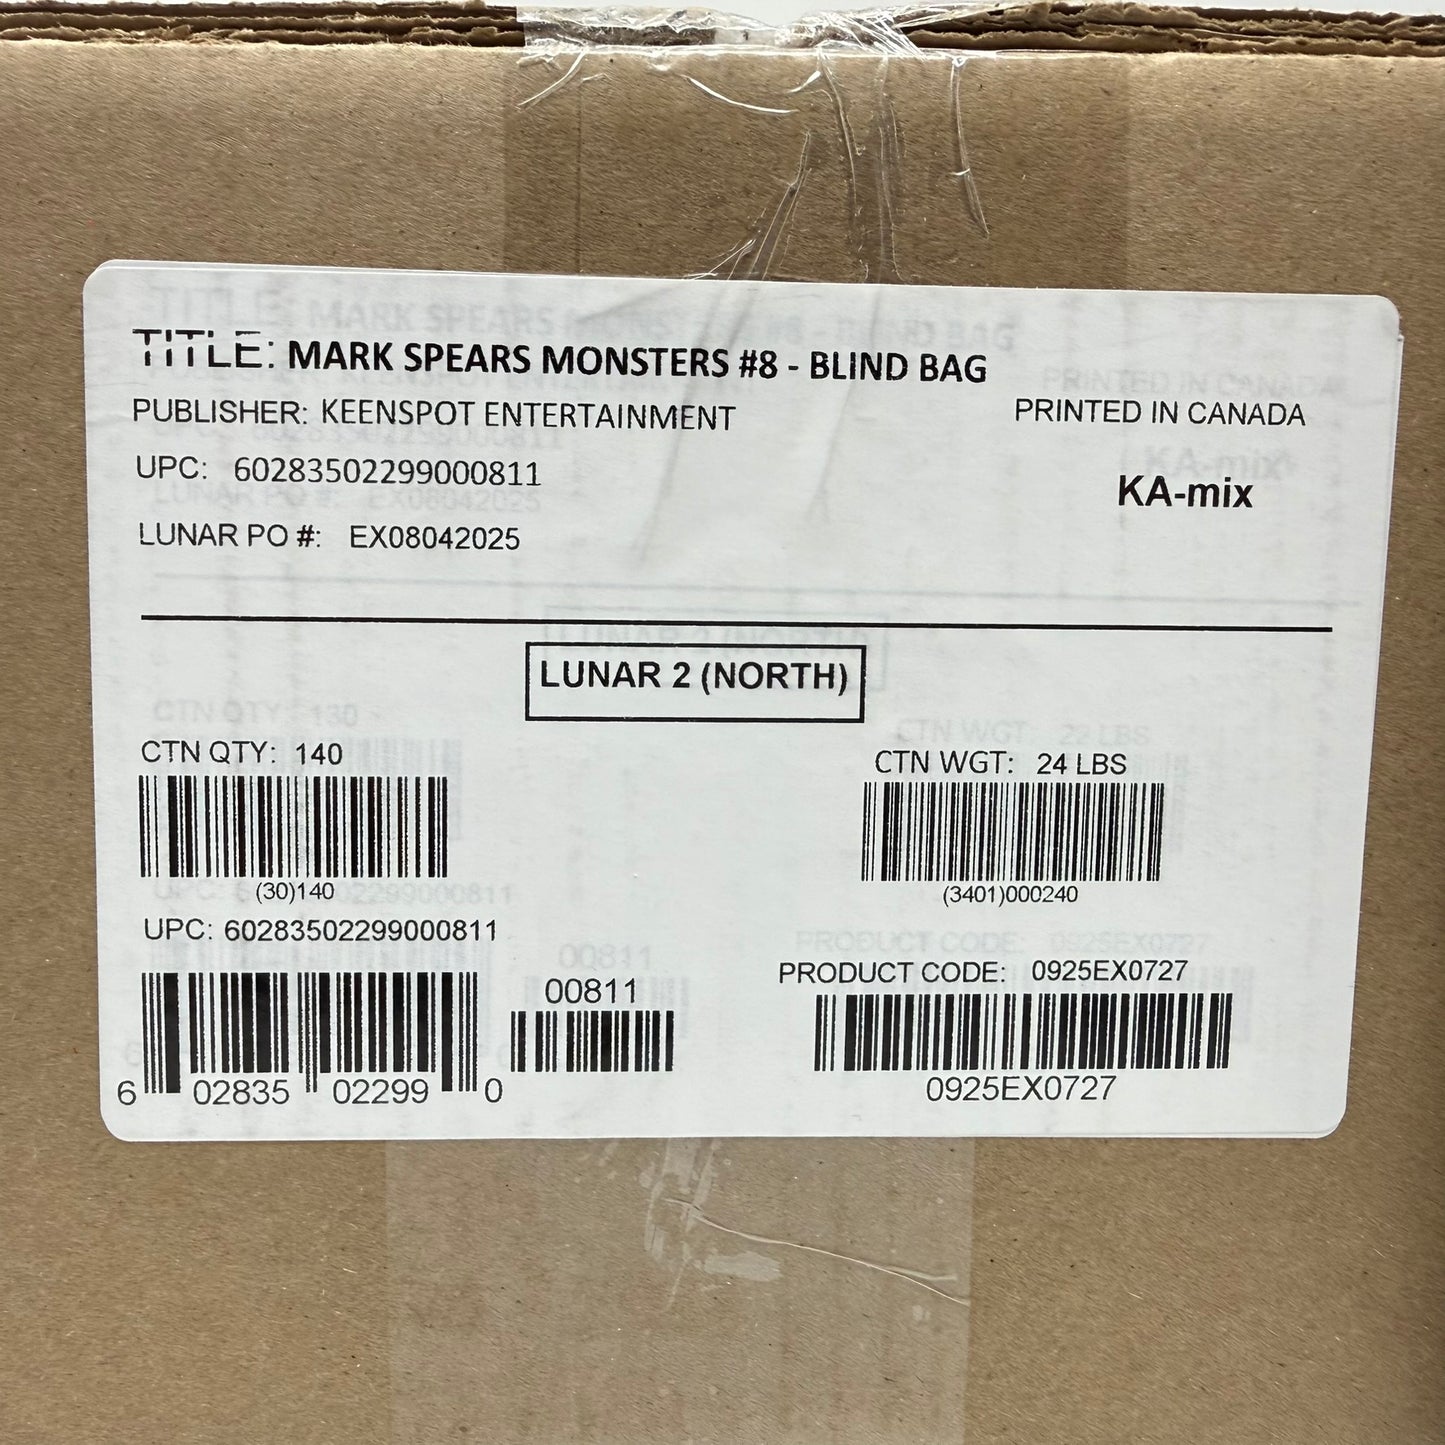 TITLE: MARK SPEARS MONSTERS #8 - BLIND BAG
PUBLISHER: KEENSPOT ENTERTAINMENT
PRINTED IN CANADA
UPC: 60283502299000811
KA-mix
LUNAR PO #: EX08042025
LUNAR 2 (NORTH)
CTN QTY: 140
CTN WGT: 24 LBS
(30)140
(3401)000240
UPC: 60283502299000811
00811
PRODUCT CODE: 0925EX0727
6 02835 02299 0
0925EX0727